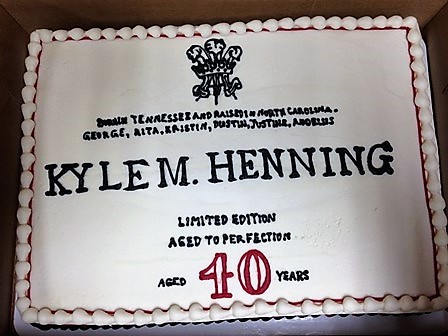 BORN IN TENNESSEE AND RAISED IN NORTH CAROLINA.
GEORGE, RITA, KRISTIN, DUSTIN, JUSTINE, ANDREUS
KYLE M. HENNING
LIMITED EDITION
AGED TO PERFECTION
AGED 40 YEARS